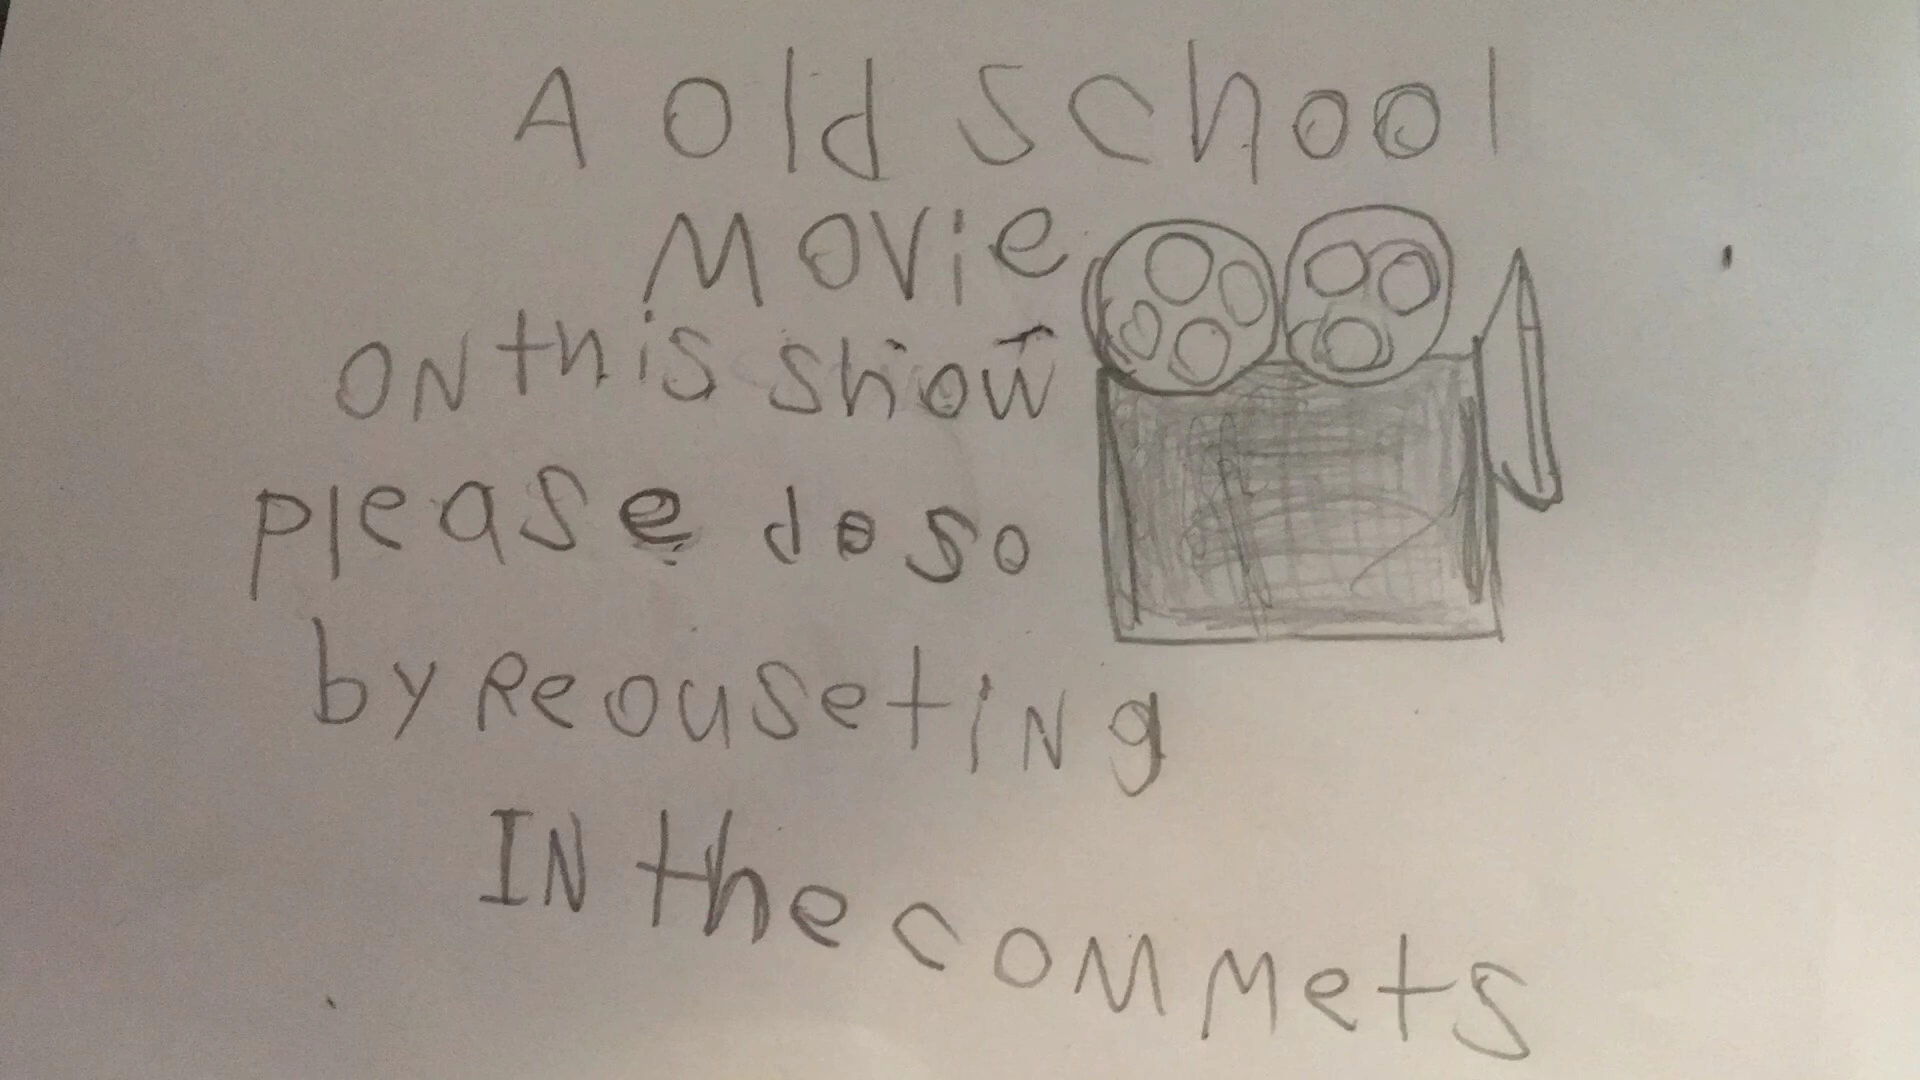 A old school
movie
ON this show
please do so
by Reouseting
IN the commets